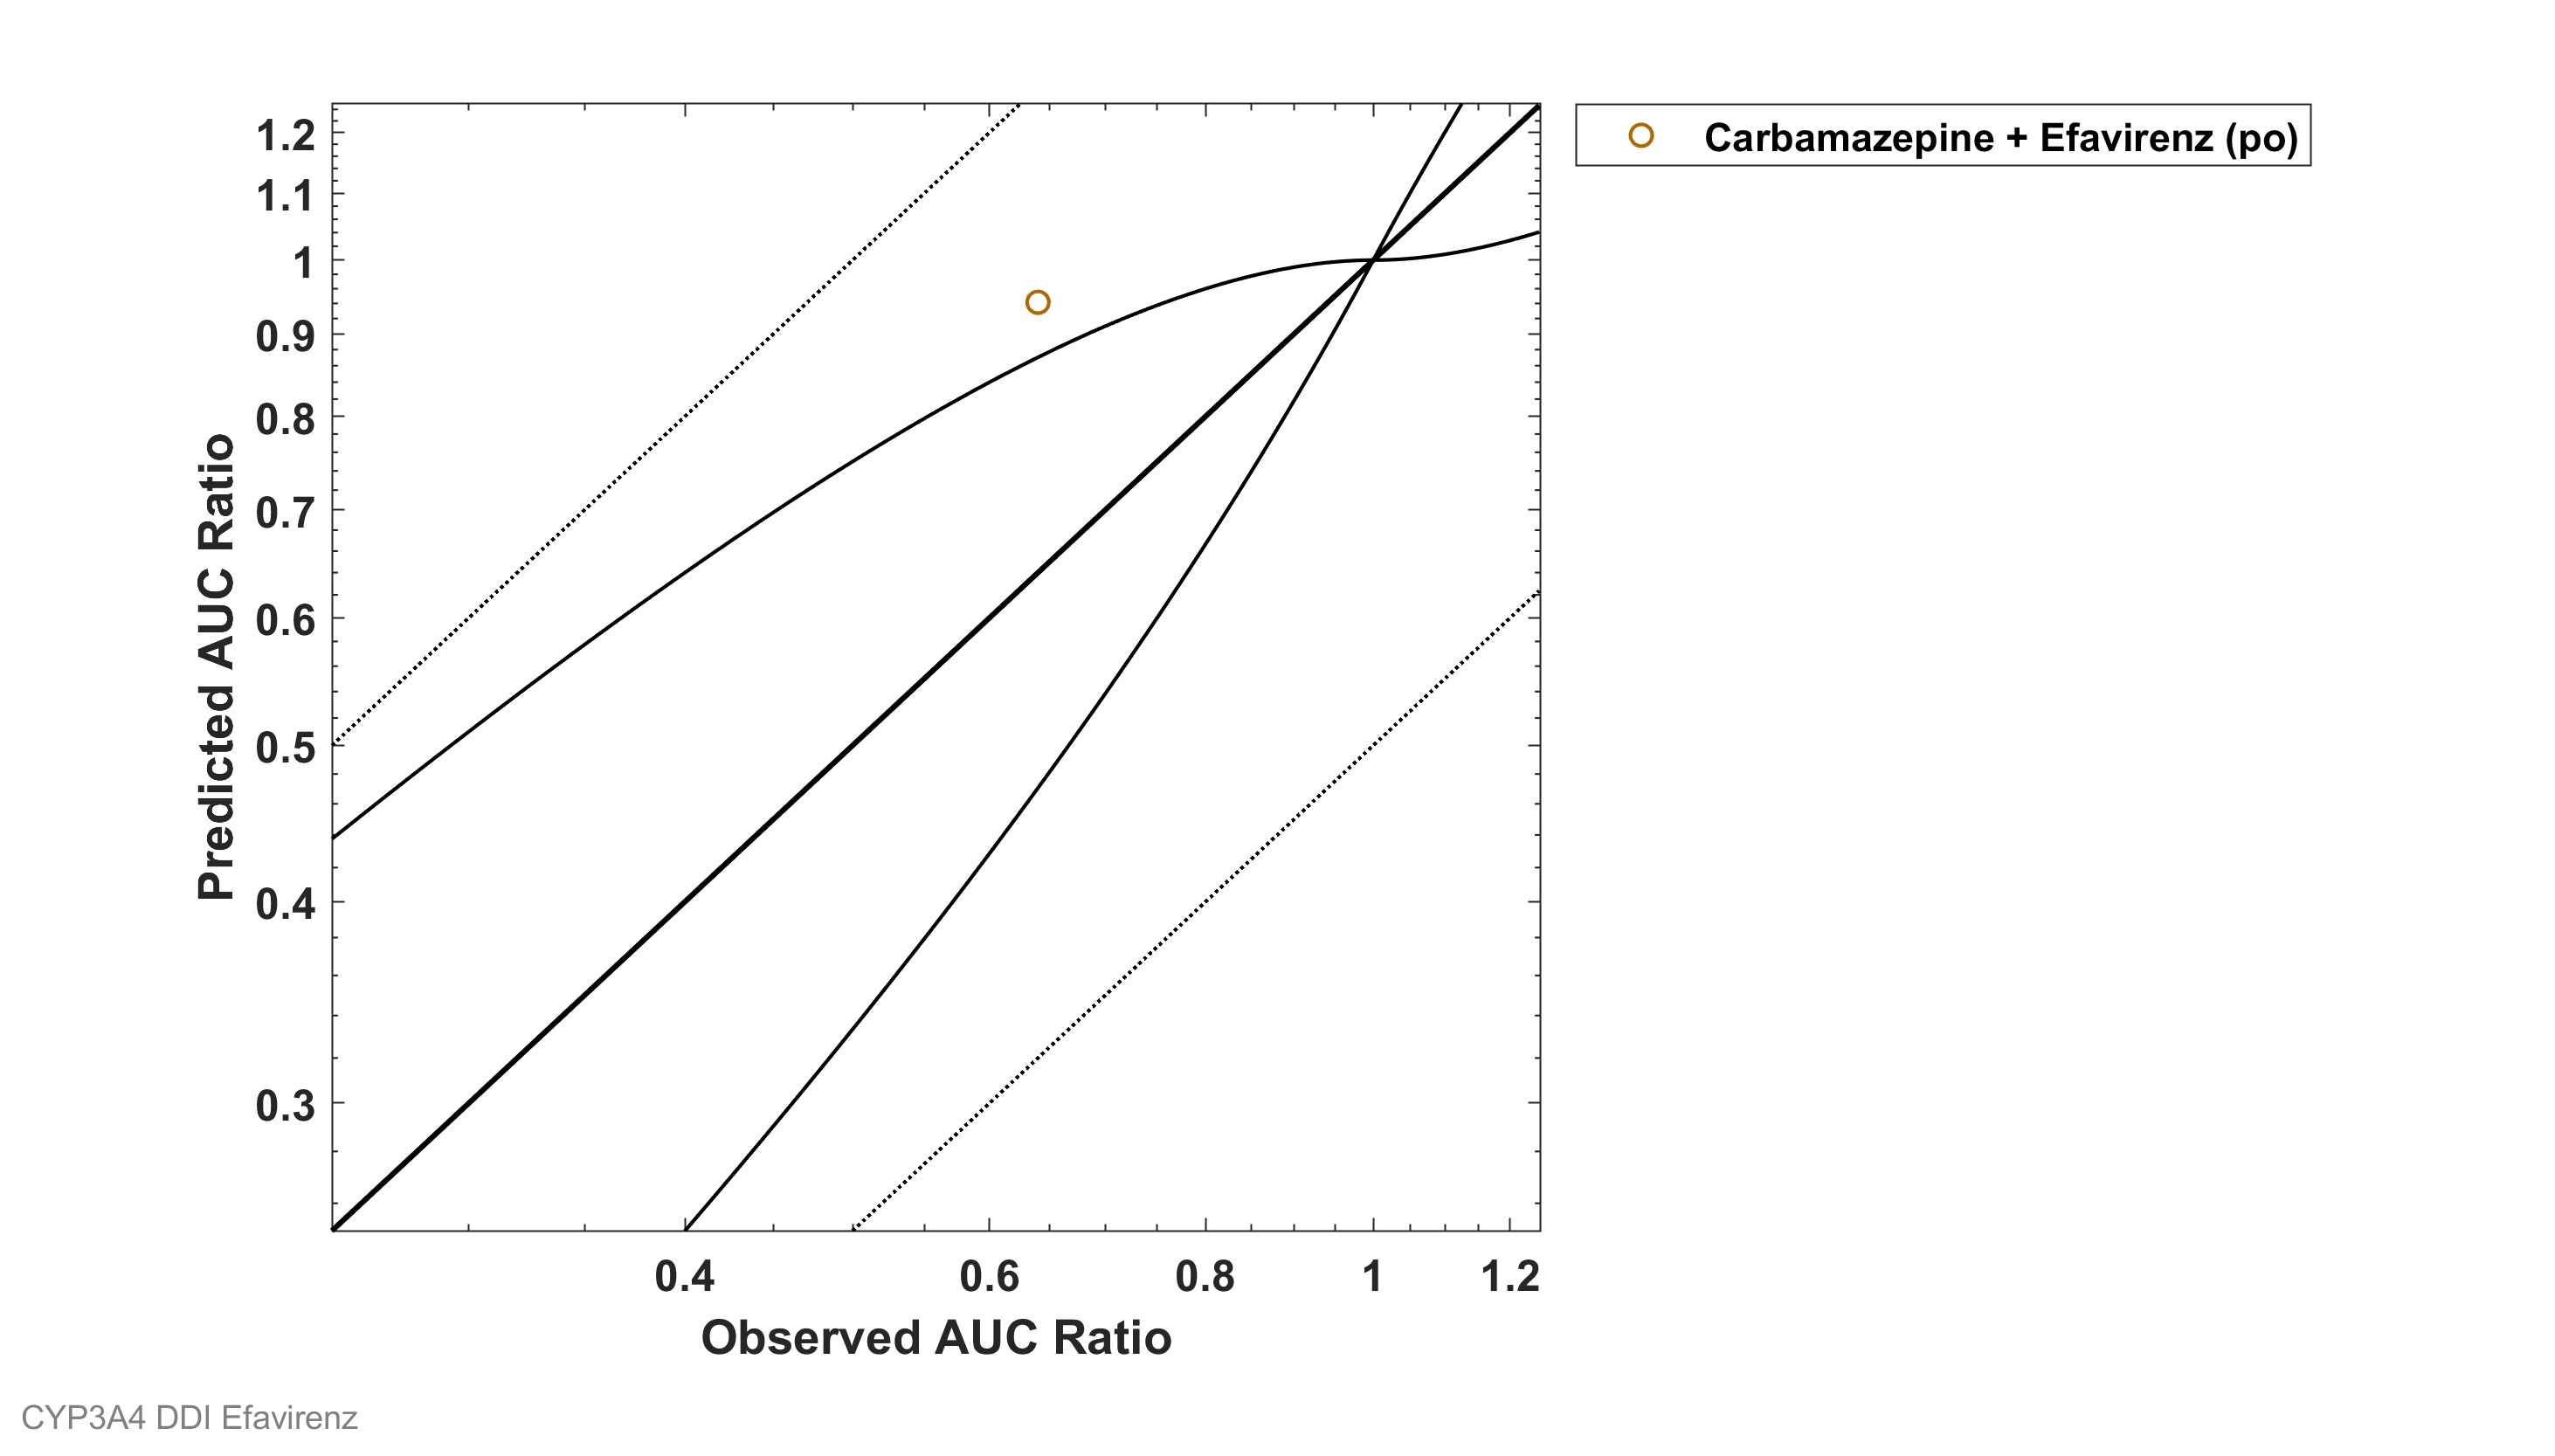 Carbamazepine + Efavirenz (po)
Predicted AUC Ratio
1.2
1.1
1
0.9
0.8
0.7
0.6
0.5
0.4
0.3
0.4 0.6 0.8 1 1.2
Observed AUC Ratio
CYP3A4 DDI Efavirenz